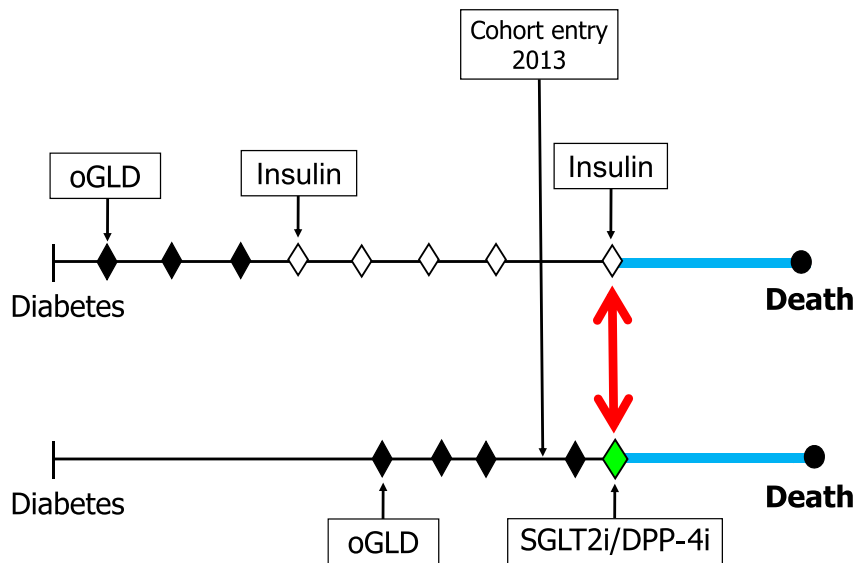 Cohort entry
2013
oGLD
Insulin
Insulin
Diabetes
Death
Diabetes
Death
oGLD
SGLT2i/DPP-4i